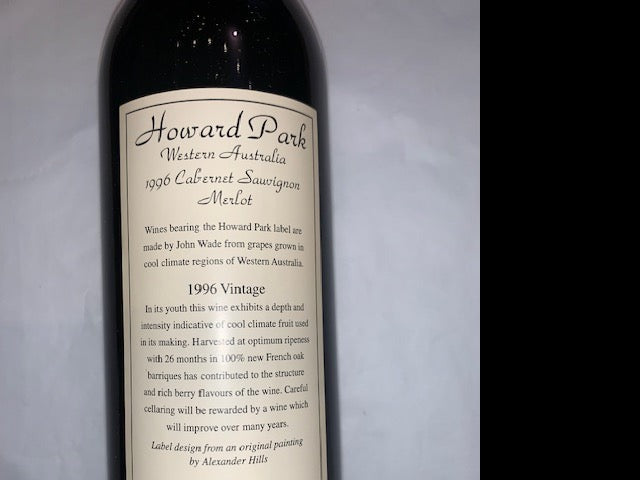 Howard Park
Western Australia
1996 Cabernet Sauvignon
Merlot
Wines bearing the Howard Park label are
made by John Wade from grapes grown in
cool climate regions of Western Australia.
1996 Vintage
In its youth this wine exhibits a depth and
intensity indicative of cool climate fruit used
in its making. Harvested at optimum ripeness
with 26 months in 100% new French oak
barriques has contributed to the structure
and rich berry flavours of the wine. Careful
cellaring will be rewarded by a wine which
will improve over many years.
Label design from an original painting
by Alexander Hills